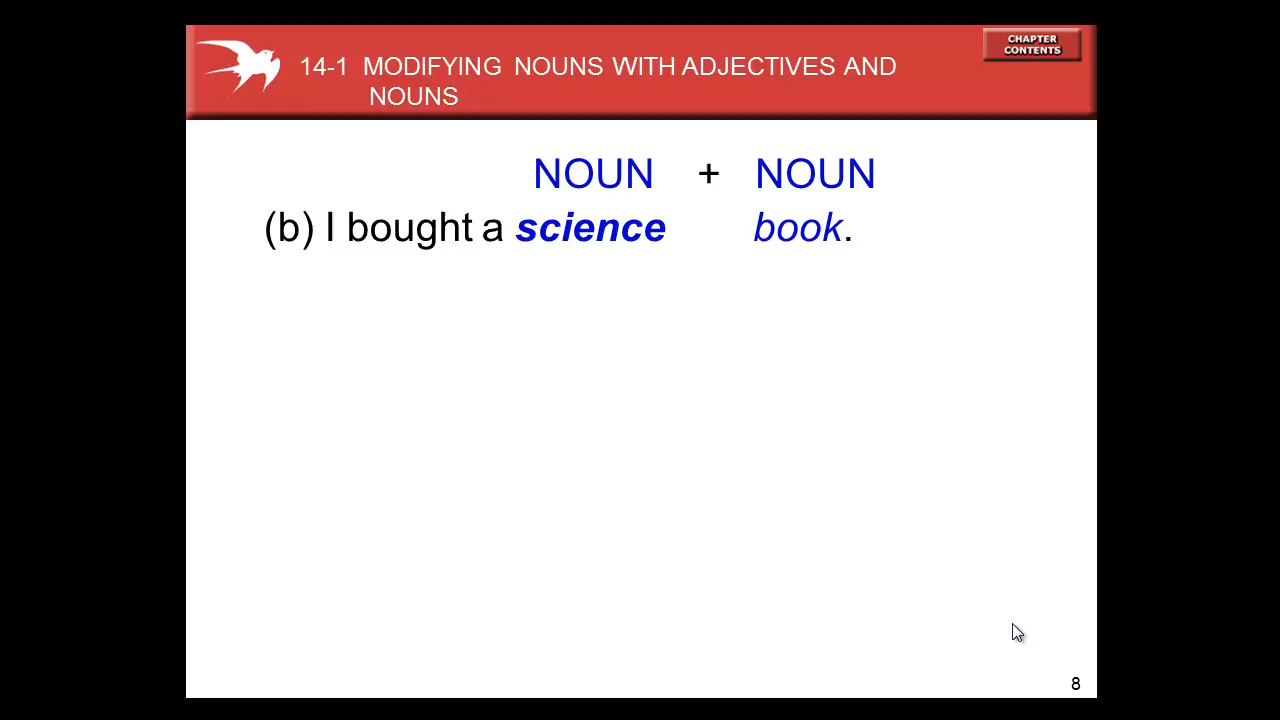 CHAPTER
CONTENTS
14-1 MODIFYING NOUNS WITH ADJECTIVES AND
NOUNS
NOUN + NOUN
(b) I bought a science book.
8